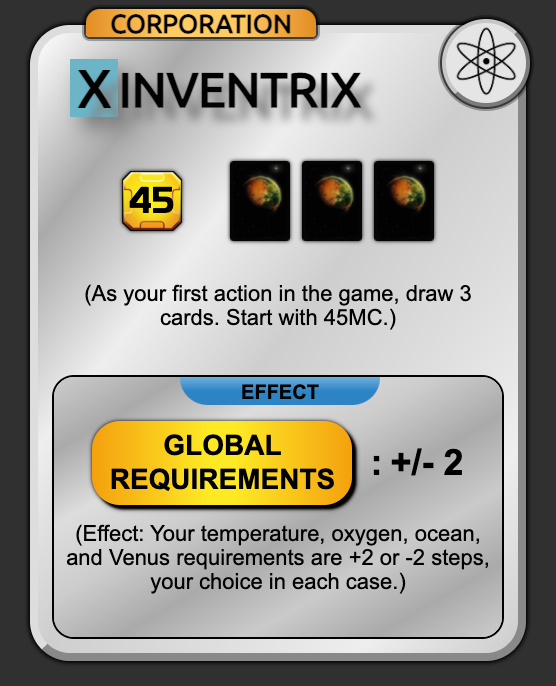 CORPORATION
X INVENTRIX
45
(As your first action in the game, draw 3
cards. Start with 45MC.)
EFFECT
GLOBAL
REQUIREMENTS : +/- 2
(Effect: Your temperature, oxygen, ocean,
and Venus requirements are +2 or -2 steps,
your choice in each case.)